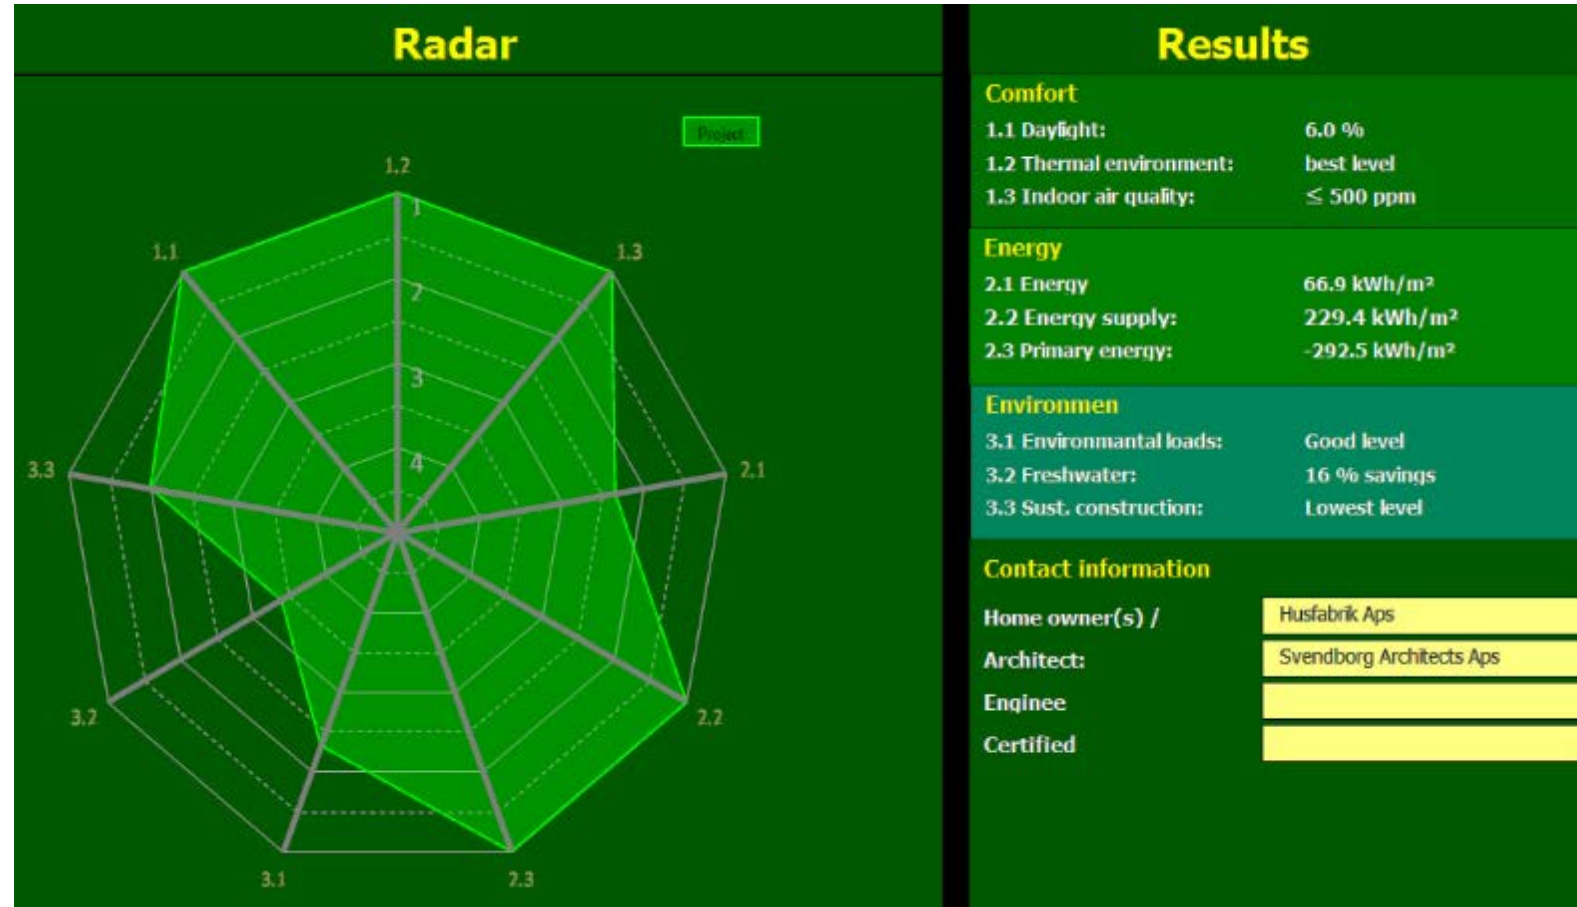 Radar
Project
1.2
1
1.1
1.3
2
3
4
3.3
2.1
3.2
2.2
3.1
2.3
Results
Comfort
1.1 Daylight: 6.0 %
1.2 Thermal environment: best level
1.3 Indoor air quality: ≤ 500 ppm
Energy
2.1 Energy 66.9 kWh/m²
2.2 Energy supply: 229.4 kWh/m²
2.3 Primary energy: -292.5 kWh/m²
Environmen
3.1 Environmantal loads: Good level
3.2 Freshwater: 16 % savings
3.3 Sust. construction: Lowest level
Contact information
Home owner(s) / Husfabrik Aps
Architect: Svendborg Architects Aps
Enginee
Certified